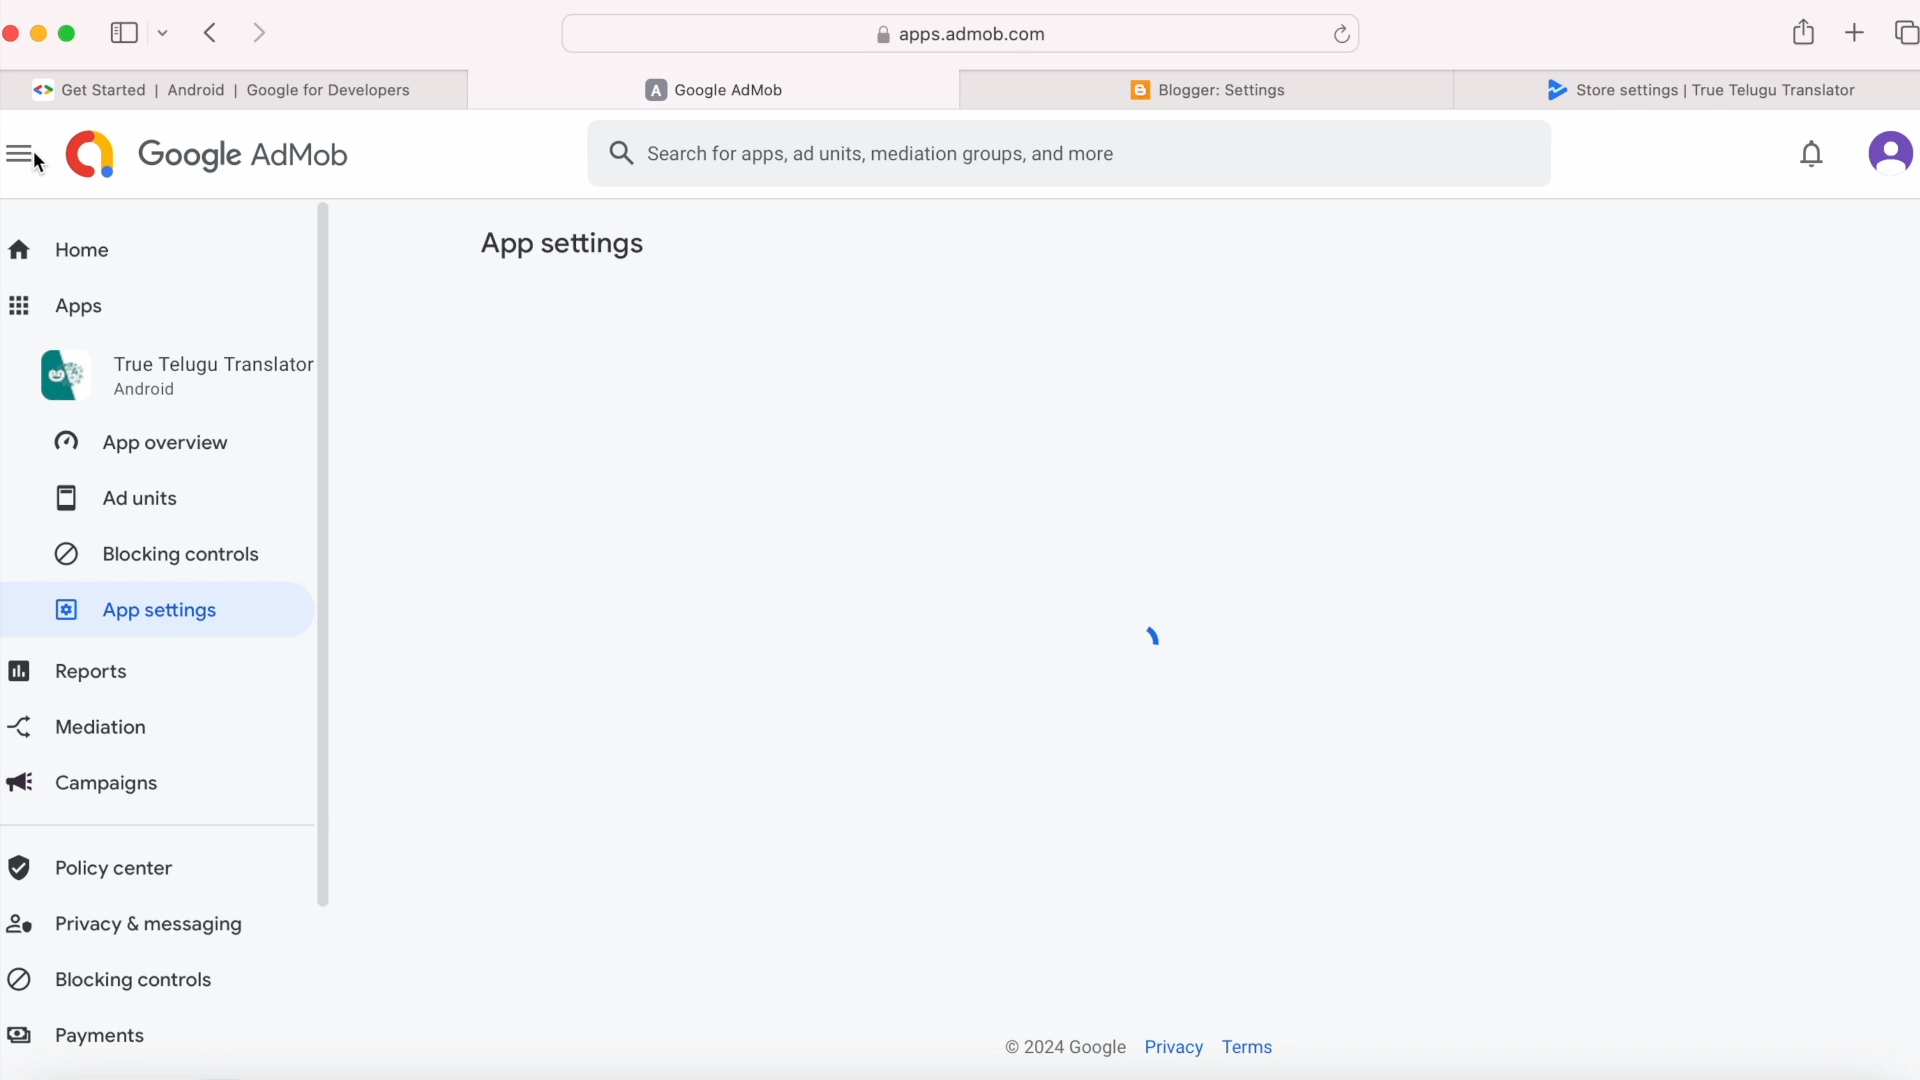 apps.admob.com
Get Started | Android | Google for Developers
Google AdMob
Blogger: Settings
Store settings | True Telugu Translator
Google AdMob
Search for apps, ad units, mediation groups, and more
Home
Apps
True Telugu Translator
Android
App overview
Ad units
Blocking controls
App settings
Reports
Mediation
Campaigns
Policy center
Privacy & messaging
Blocking controls
Payments
App settings
© 2024 Google Privacy Terms